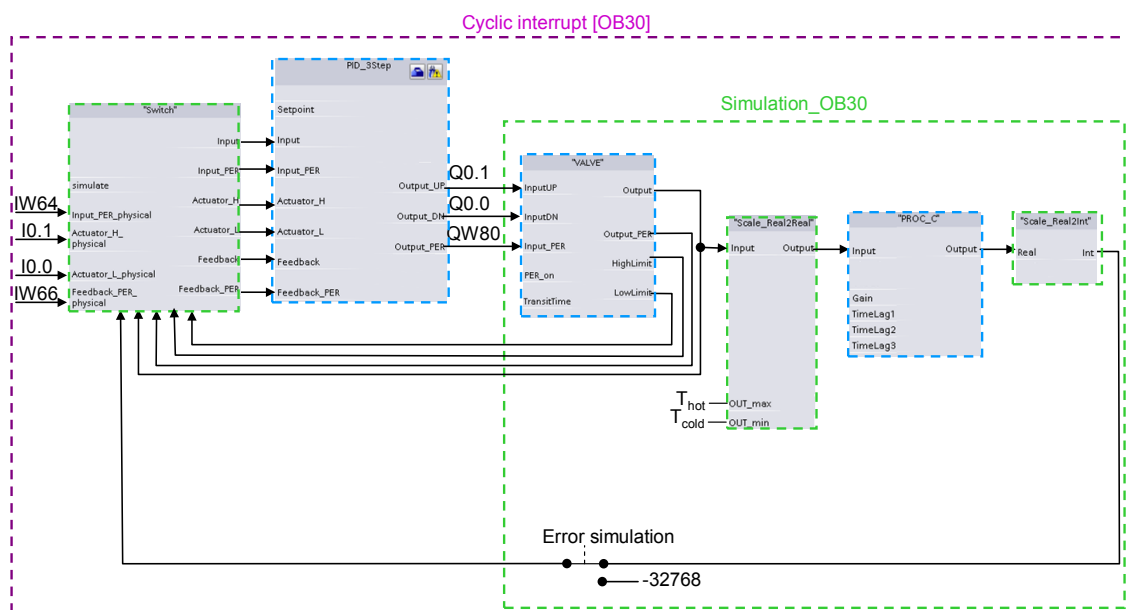 Cyclic interrupt [OB30]
PID_3Step
Setpoint
Input
Input_PER
Actuator_H
Actuator_L
Feedback
Feedback_PER
Output_UP
Output_DN
Output_PER
"Switch"
Input
Input_PER
Actuator_H
Actuator_L
Feedback
Feedback_PER
simulate
Input_PER_physical
Actuator_H_
physical
Actuator_L_physical
Feedback_PER_
physical
IW64
I0.1
I0.0
IW66
Q0.1
Q0.0
QW80
Simulation_OB30
"VALVE"
InputUP
InputDN
Input_PER
PER_on
TransitTime
Output
Output_PER
HighLimit
LowLimit
"Scale_Real2Real"
Input
Output
OUT_max
OUT_min
T hot
T cold
"PROC_C"
Input
Output
Gain
TimeLag1
TimeLag2
TimeLag3
"Scale_Real2Int"
Real
Int
Error simulation
-32768